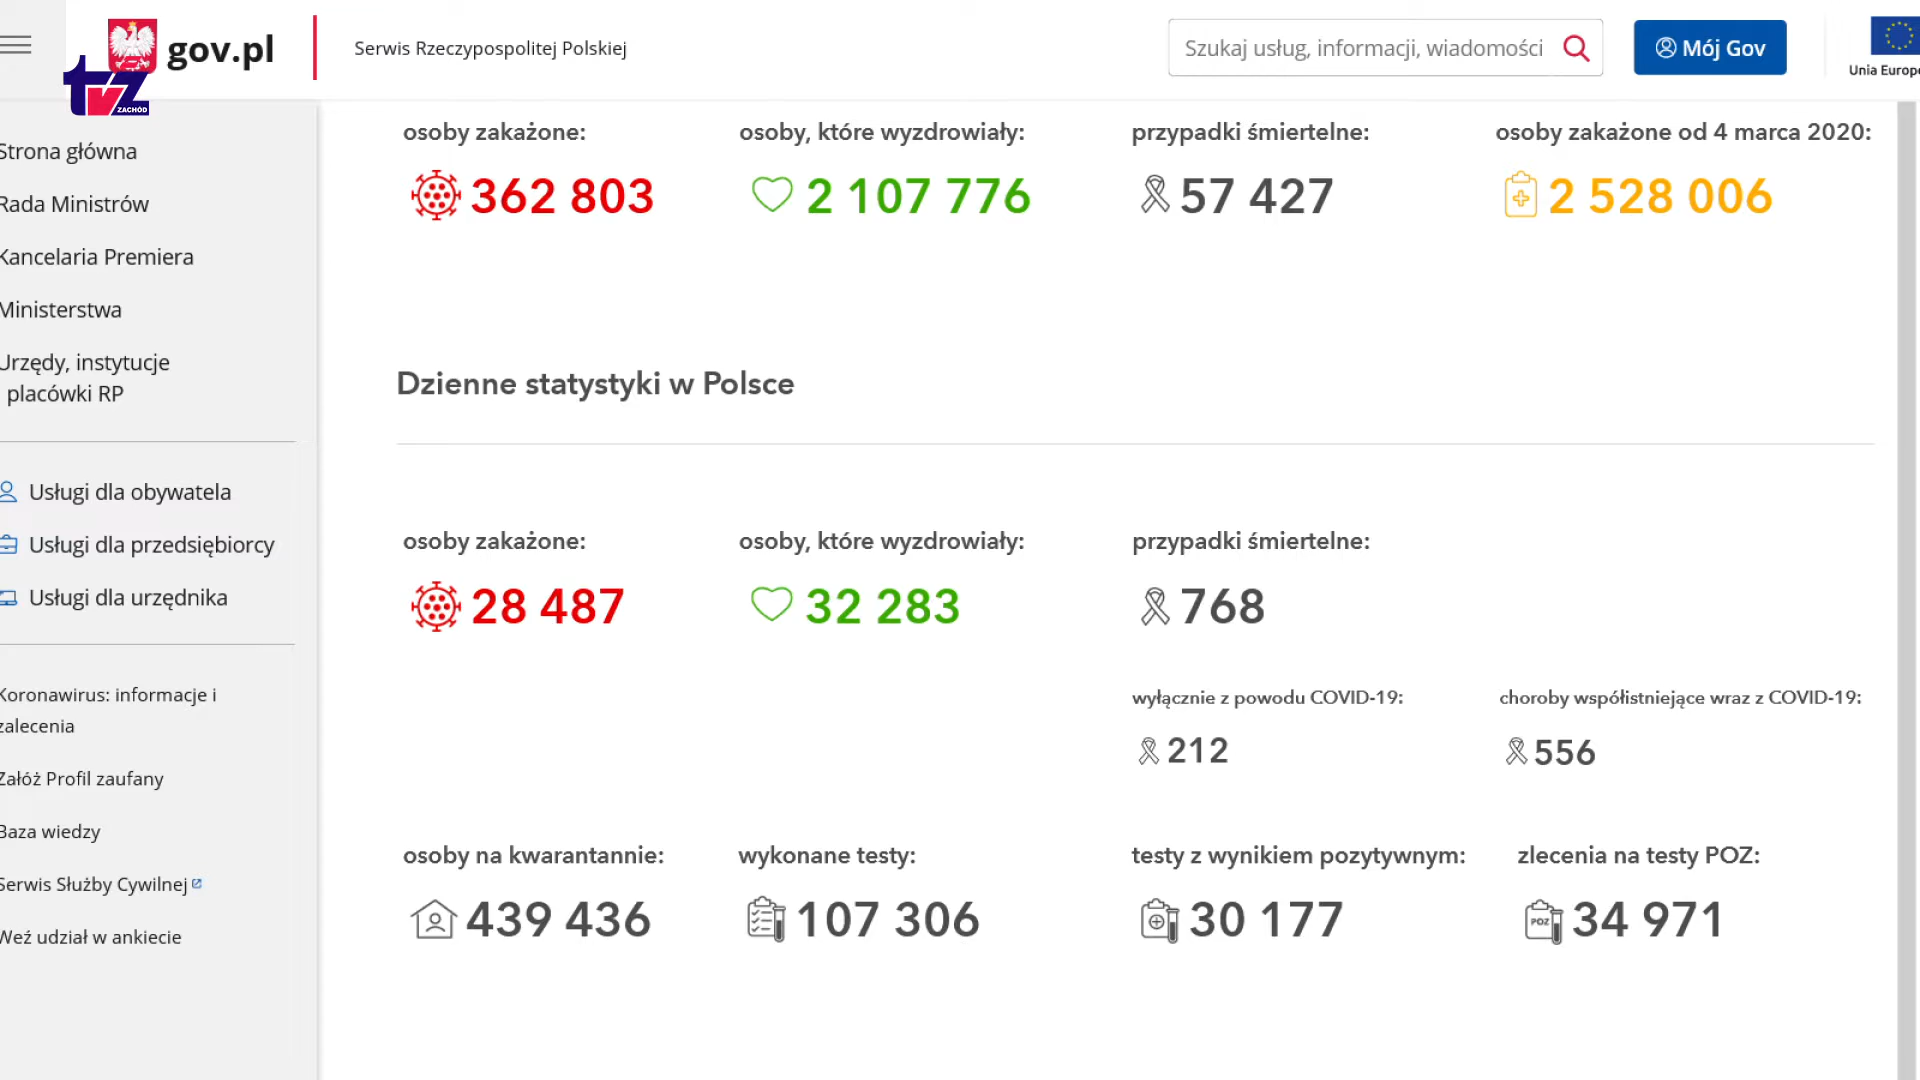 gov.pl
Serwis Rzeczypospolitej Polskiej
Szukaj usług, informacji, wiadomości
Mój Gov
Unia Europe
tvz
ZACHÓD
Strona główna
Rada Ministrów
Kancelaria Premiera
Ministerstwa
Urzędy, instytucje
placówki RP
Usługi dla obywatela
Usługi dla przedsiębiorcy
Usługi dla urzędnika
Koronawirus: informacje i
zalecenia
Załóż Profil zaufany
Baza wiedzy
Serwis Służby Cywilnej
Weź udział w ankiecie
osoby zakażone:
362 803
osoby, które wyzdrowiały:
2 107 776
przypadki śmiertelne:
57 427
osoby zakażone od 4 marca 2020:
2 528 006
Dzienne statystyki w Polsce
osoby zakażone:
28 487
osoby, które wyzdrowiały:
32 283
przypadki śmiertelne:
768
wyłącznie z powodu COVID-19:
212
choroby współistniejące wraz z COVID-19:
556
osoby na kwarantannie:
439 436
wykonane testy:
107 306
testy z wynikiem pozytywnym:
30 177
zlecenia na testy POZ:
POZ
34 971